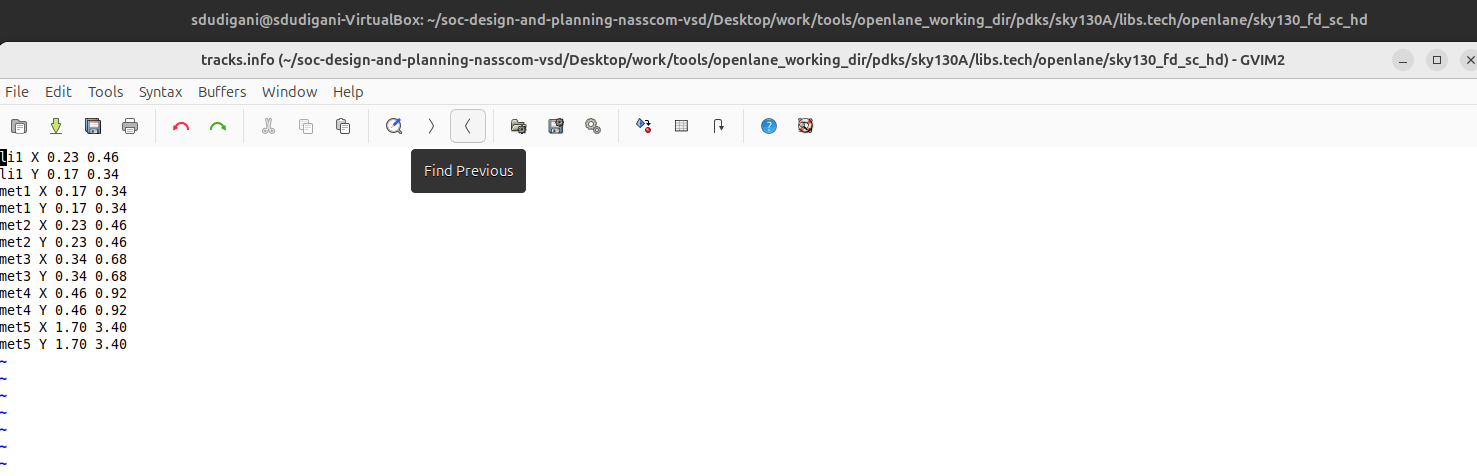 sdudigani@sdudigani-VirtualBox: ~/soc-design-and-planning-nasscom-vsd/Desktop/work/tools/openlane_working_dir/pdks/sky130A/libs.tech/openlane/sky130_fd_sc_hd
tracks.info (~/soc-design-and-planning-nasscom-vsd/Desktop/work/tools/openlane_working_dir/pdks/sky130A/libs.tech/openlane/sky130_fd_sc_hd) - GVIM2
File Edit Tools Syntax Buffers Window Help
li1 X 0.23 0.46
Find Previous
li1 Y 0.17 0.34
met1 X 0.17 0.34
met1 Y 0.17 0.34
met2 X 0.23 0.46
met2 Y 0.23 0.46
met3 X 0.34 0.68
met3 Y 0.34 0.68
met4 X 0.46 0.92
met4 Y 0.46 0.92
met5 X 1.70 3.40
met5 Y 1.70 3.40
~
~
~
~
~
~
~